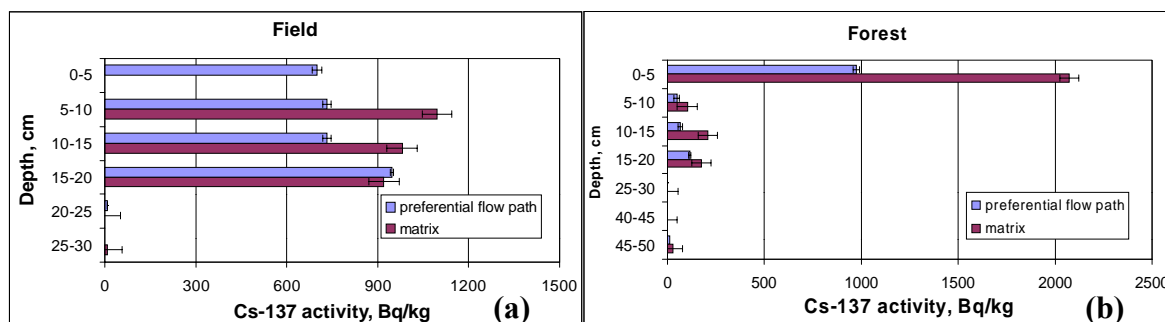 Field
Depth, cm
0-5
5-10
10-15
15-20
20-25
25-30
preferential flow path
matrix
0 300 600 900 1200 1500
Cs-137 activity, Bq/kg
(a)
Forest
Depth, cm
0-5
5-10
10-15
15-20
25-30
40-45
45-50
preferential flow path
matrix
0 500 1000 1500 2000 2500
Cs-137 activity, Bq/kg
(b)